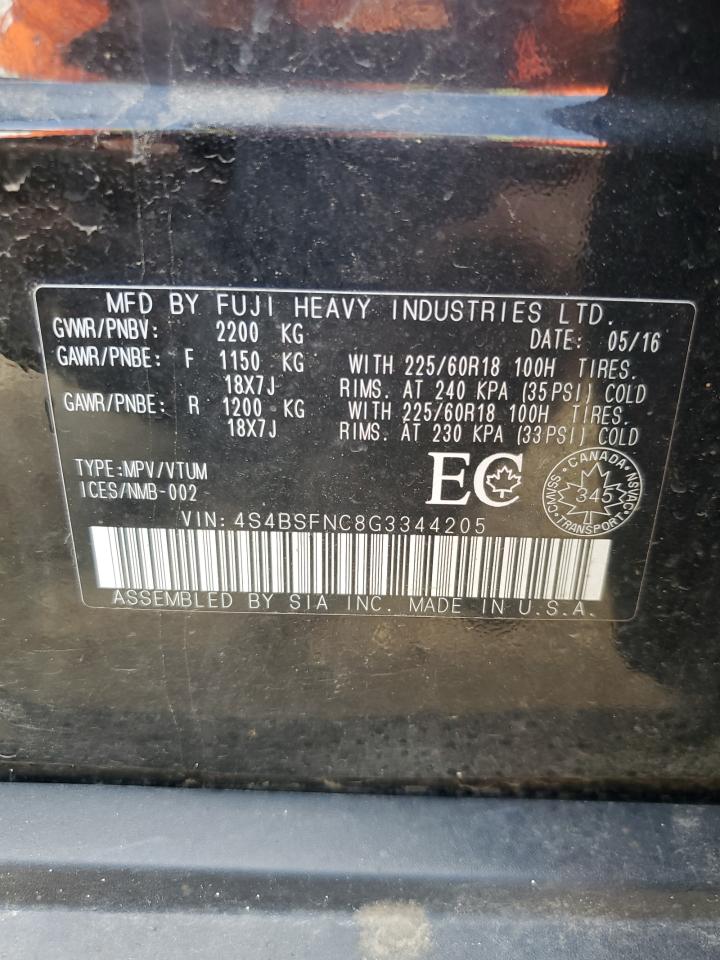 MFD BY FUJI HEAVY INDUSTRIES LTD.
GVWR/PNBV: 2200 KG DATE: 05/16
GAWR/PNBE: F 1150 KG WITH 225/60R18 100H TIRES.
18X7J RIMS. AT 240 KPA (35PSI) COLD
GAWR/PNBE: R 1200 KG WITH 225/60R18 100H TIRES.
18X7J RIMS. AT 230 KPA (33PSI) COLD
TYPE:MPV/VTUM
ICES/NMB-002
EC
CMVSS · CANADA · NSVAC
345
TRANSPORT
VIN: 4S4BSFNC8G3344205
ASSEMBLED BY SIA INC. MADE IN U.S.A.